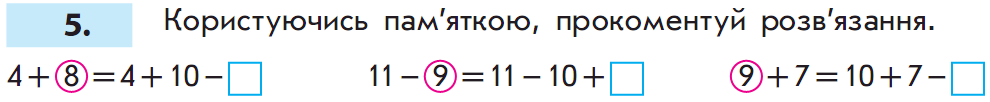 5. Користуючись пам’яткою, прокоментуй розв’язання.
4 + 8 = 4 + 10 – □ 11 – 9 = 11 – 10 + □ 9 + 7 = 10 + 7 – □